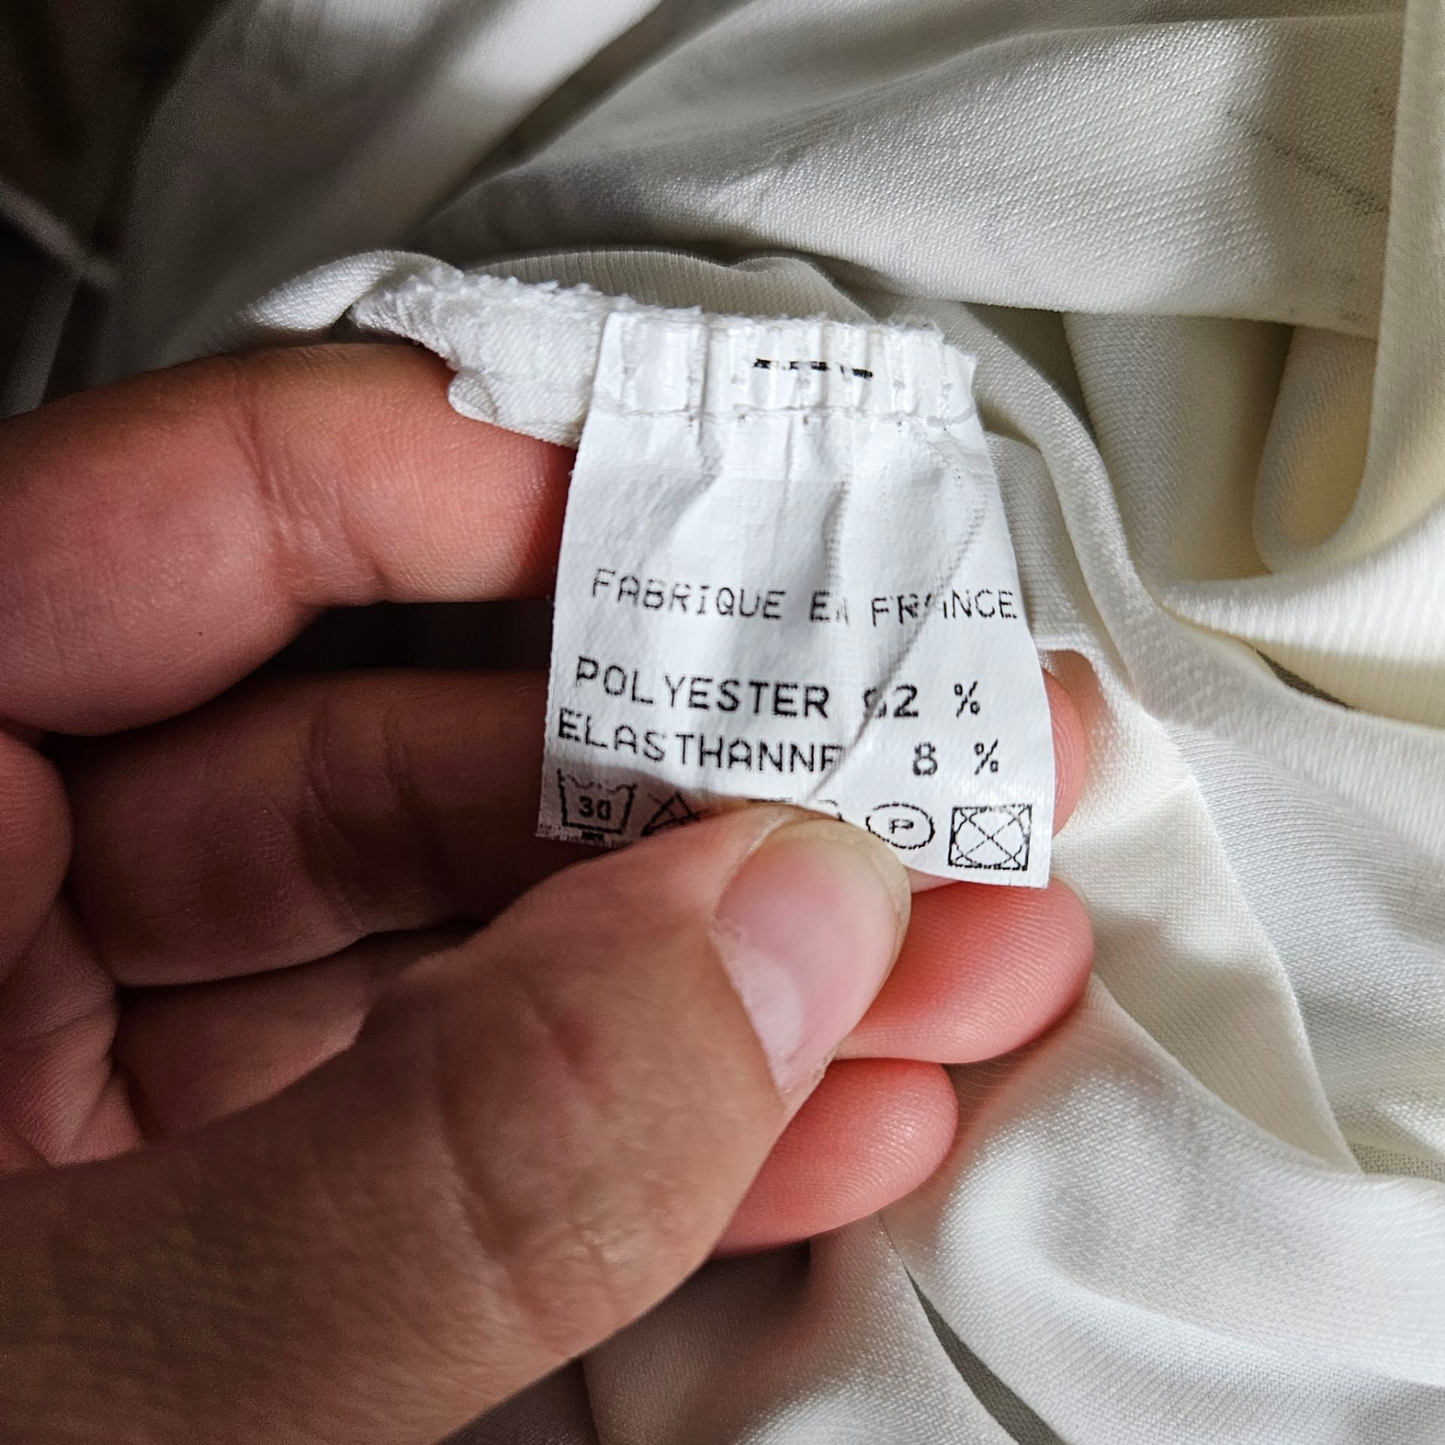 FABRIQUE EN FRANCE
POLYESTER 92 %
ELASTHANNE 8 %
30
P